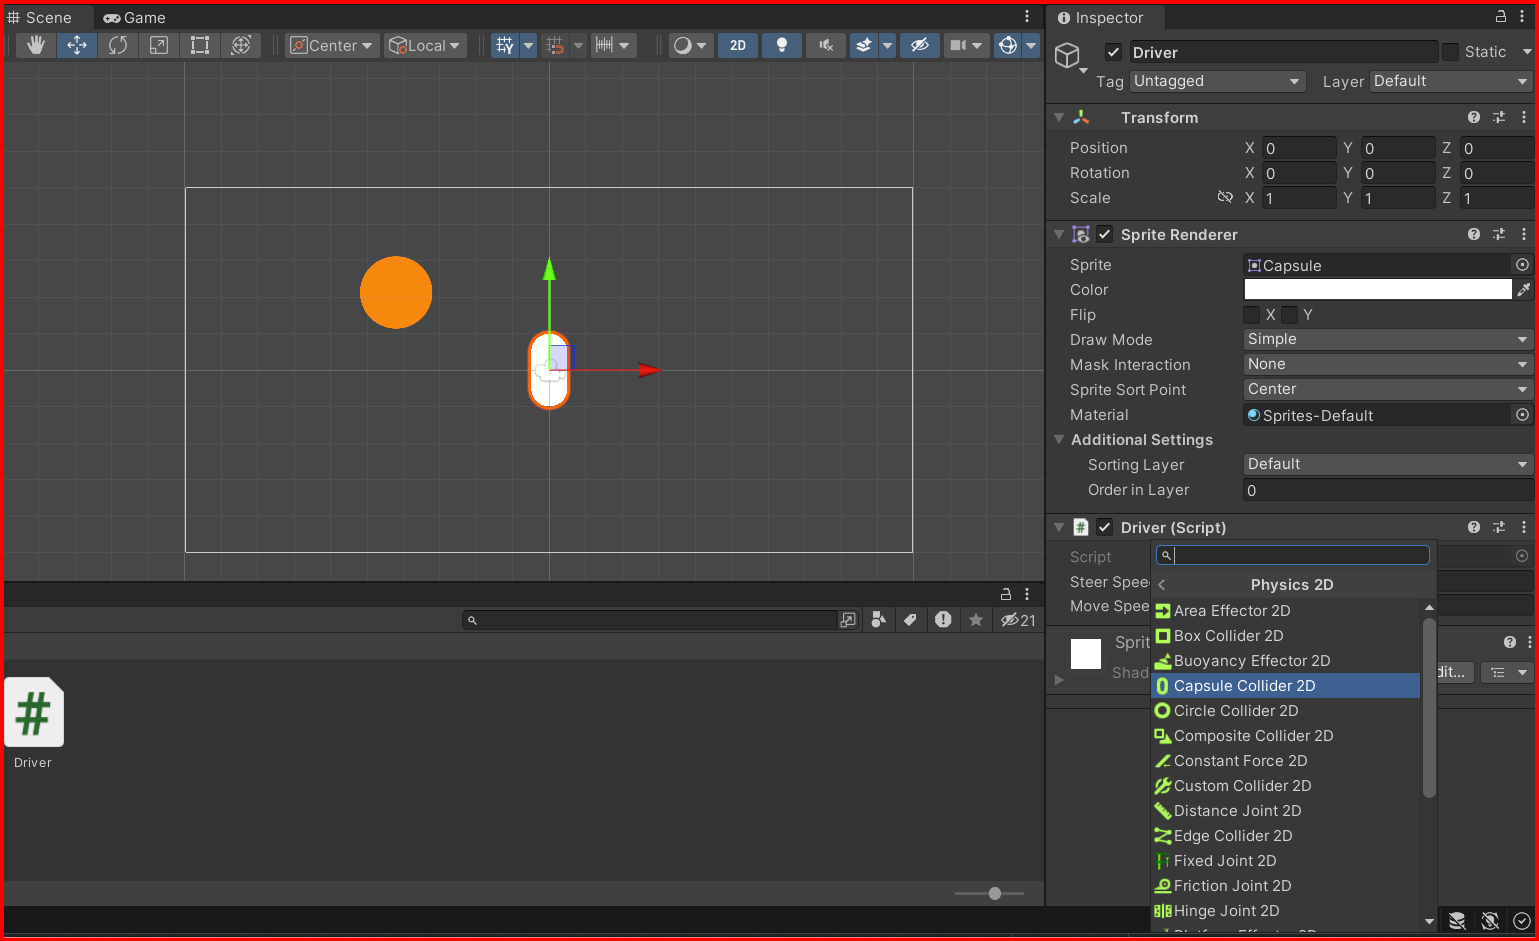 Scene Game
Center Local 2D
Inspector
Driver Static
Tag Untagged Layer Default
Transform
Position X 0 Y 0 Z 0
Rotation X 0 Y 0 Z 0
Scale X 1 Y 1 Z 1
Sprite Renderer
Sprite Capsule
Color
Flip X Y
Draw Mode Simple
Mask Interaction None
Sprite Sort Point Center
Material Sprites-Default
Additional Settings
Sorting Layer Default
Order in Layer 0
# Driver (Script)
Script
Steer Spee
Move Spee
Sprit
Shad
dit...
Physics 2D
Area Effector 2D
Box Collider 2D
Buoyancy Effector 2D
Capsule Collider 2D
Circle Collider 2D
Composite Collider 2D
Constant Force 2D
Custom Collider 2D
Distance Joint 2D
Edge Collider 2D
Fixed Joint 2D
Friction Joint 2D
Hinge Joint 2D
21
#
Driver